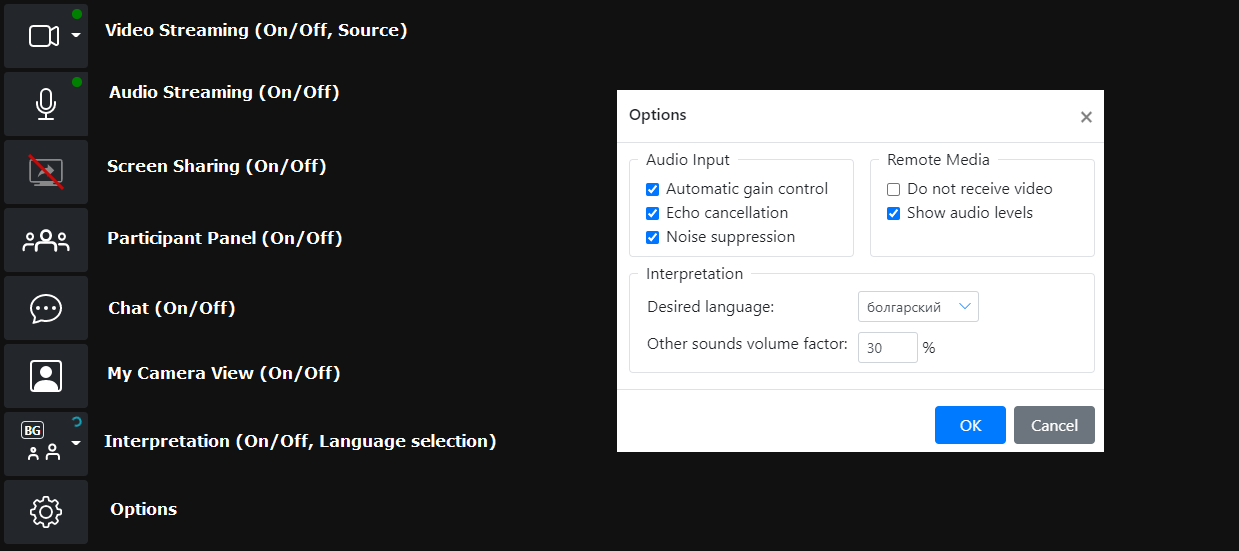 Video Streaming (On/Off, Source)
Audio Streaming (On/Off)
Screen Sharing (On/Off)
Participant Panel (On/Off)
Chat (On/Off)
My Camera View (On/Off)
BG
Interpretation (On/Off, Language selection)
Options
Options
×
Audio Input
Automatic gain control
Echo cancellation
Noise suppression
Remote Media
Do not receive video
Show audio levels
Interpretation
Desired language: болгарский
Other sounds volume factor: 30 %
OK Cancel